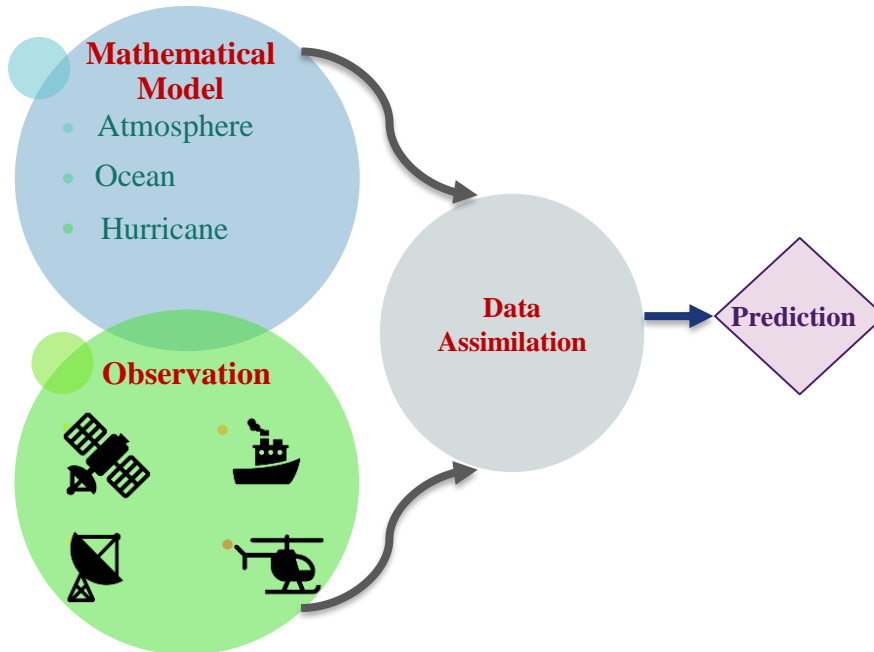 Mathematical
Model
Atmosphere
Ocean
Hurricane
Observation
Data
Assimilation
Prediction